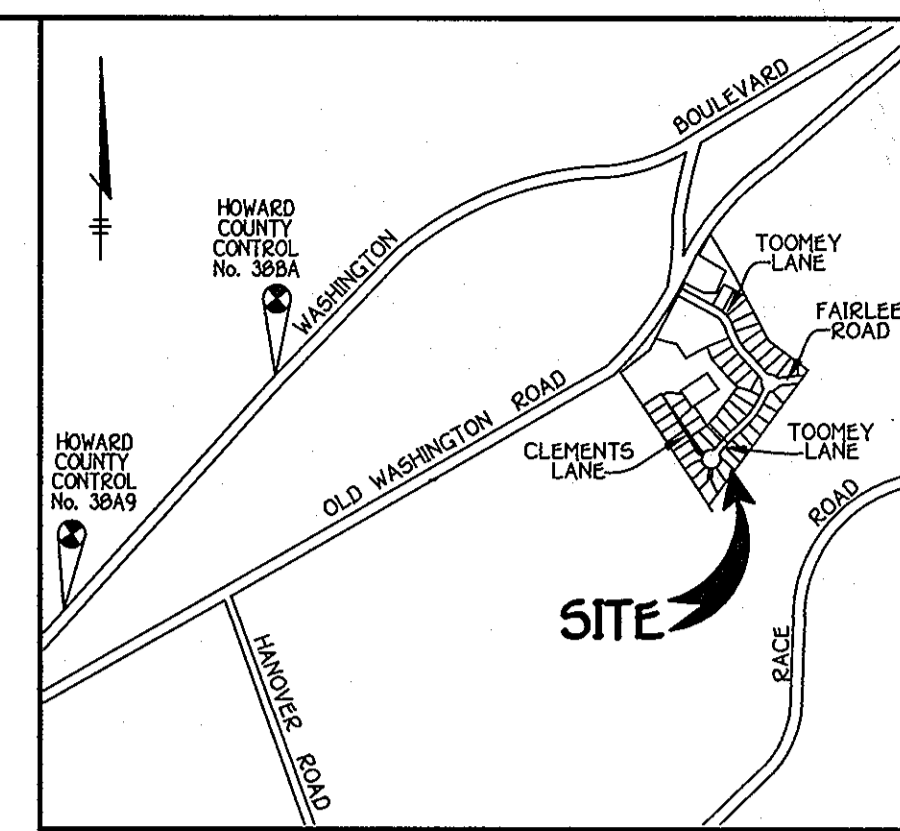 BOULEVARD
HOWARD
COUNTY
CONTROL
No. 38BA
WASHINGTON
TOOMEY
LANE
FAIRLEE
ROAD
HOWARD
COUNTY
CONTROL
No. 38A9
OLD WASHINGTON ROAD
CLEMENTS
LANE
TOOMEY
LANE
ROAD
SITE
RACE
HANOVER ROAD